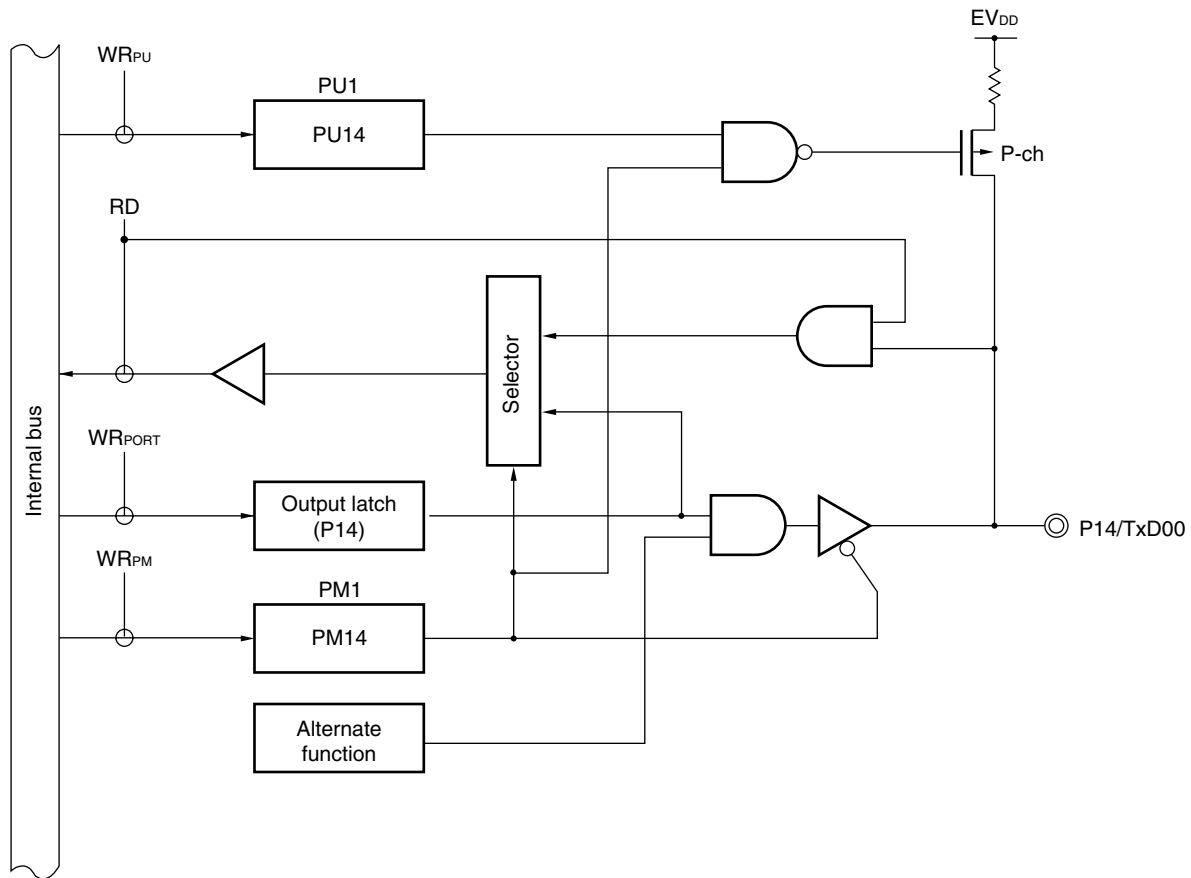 EVDD
WRPU
PU1
PU14
P-ch
RD
Selector
Internal bus
WRPORT
Output latch
(P14)
P14/TxD00
WRPM
PM1
PM14
Alternate
function